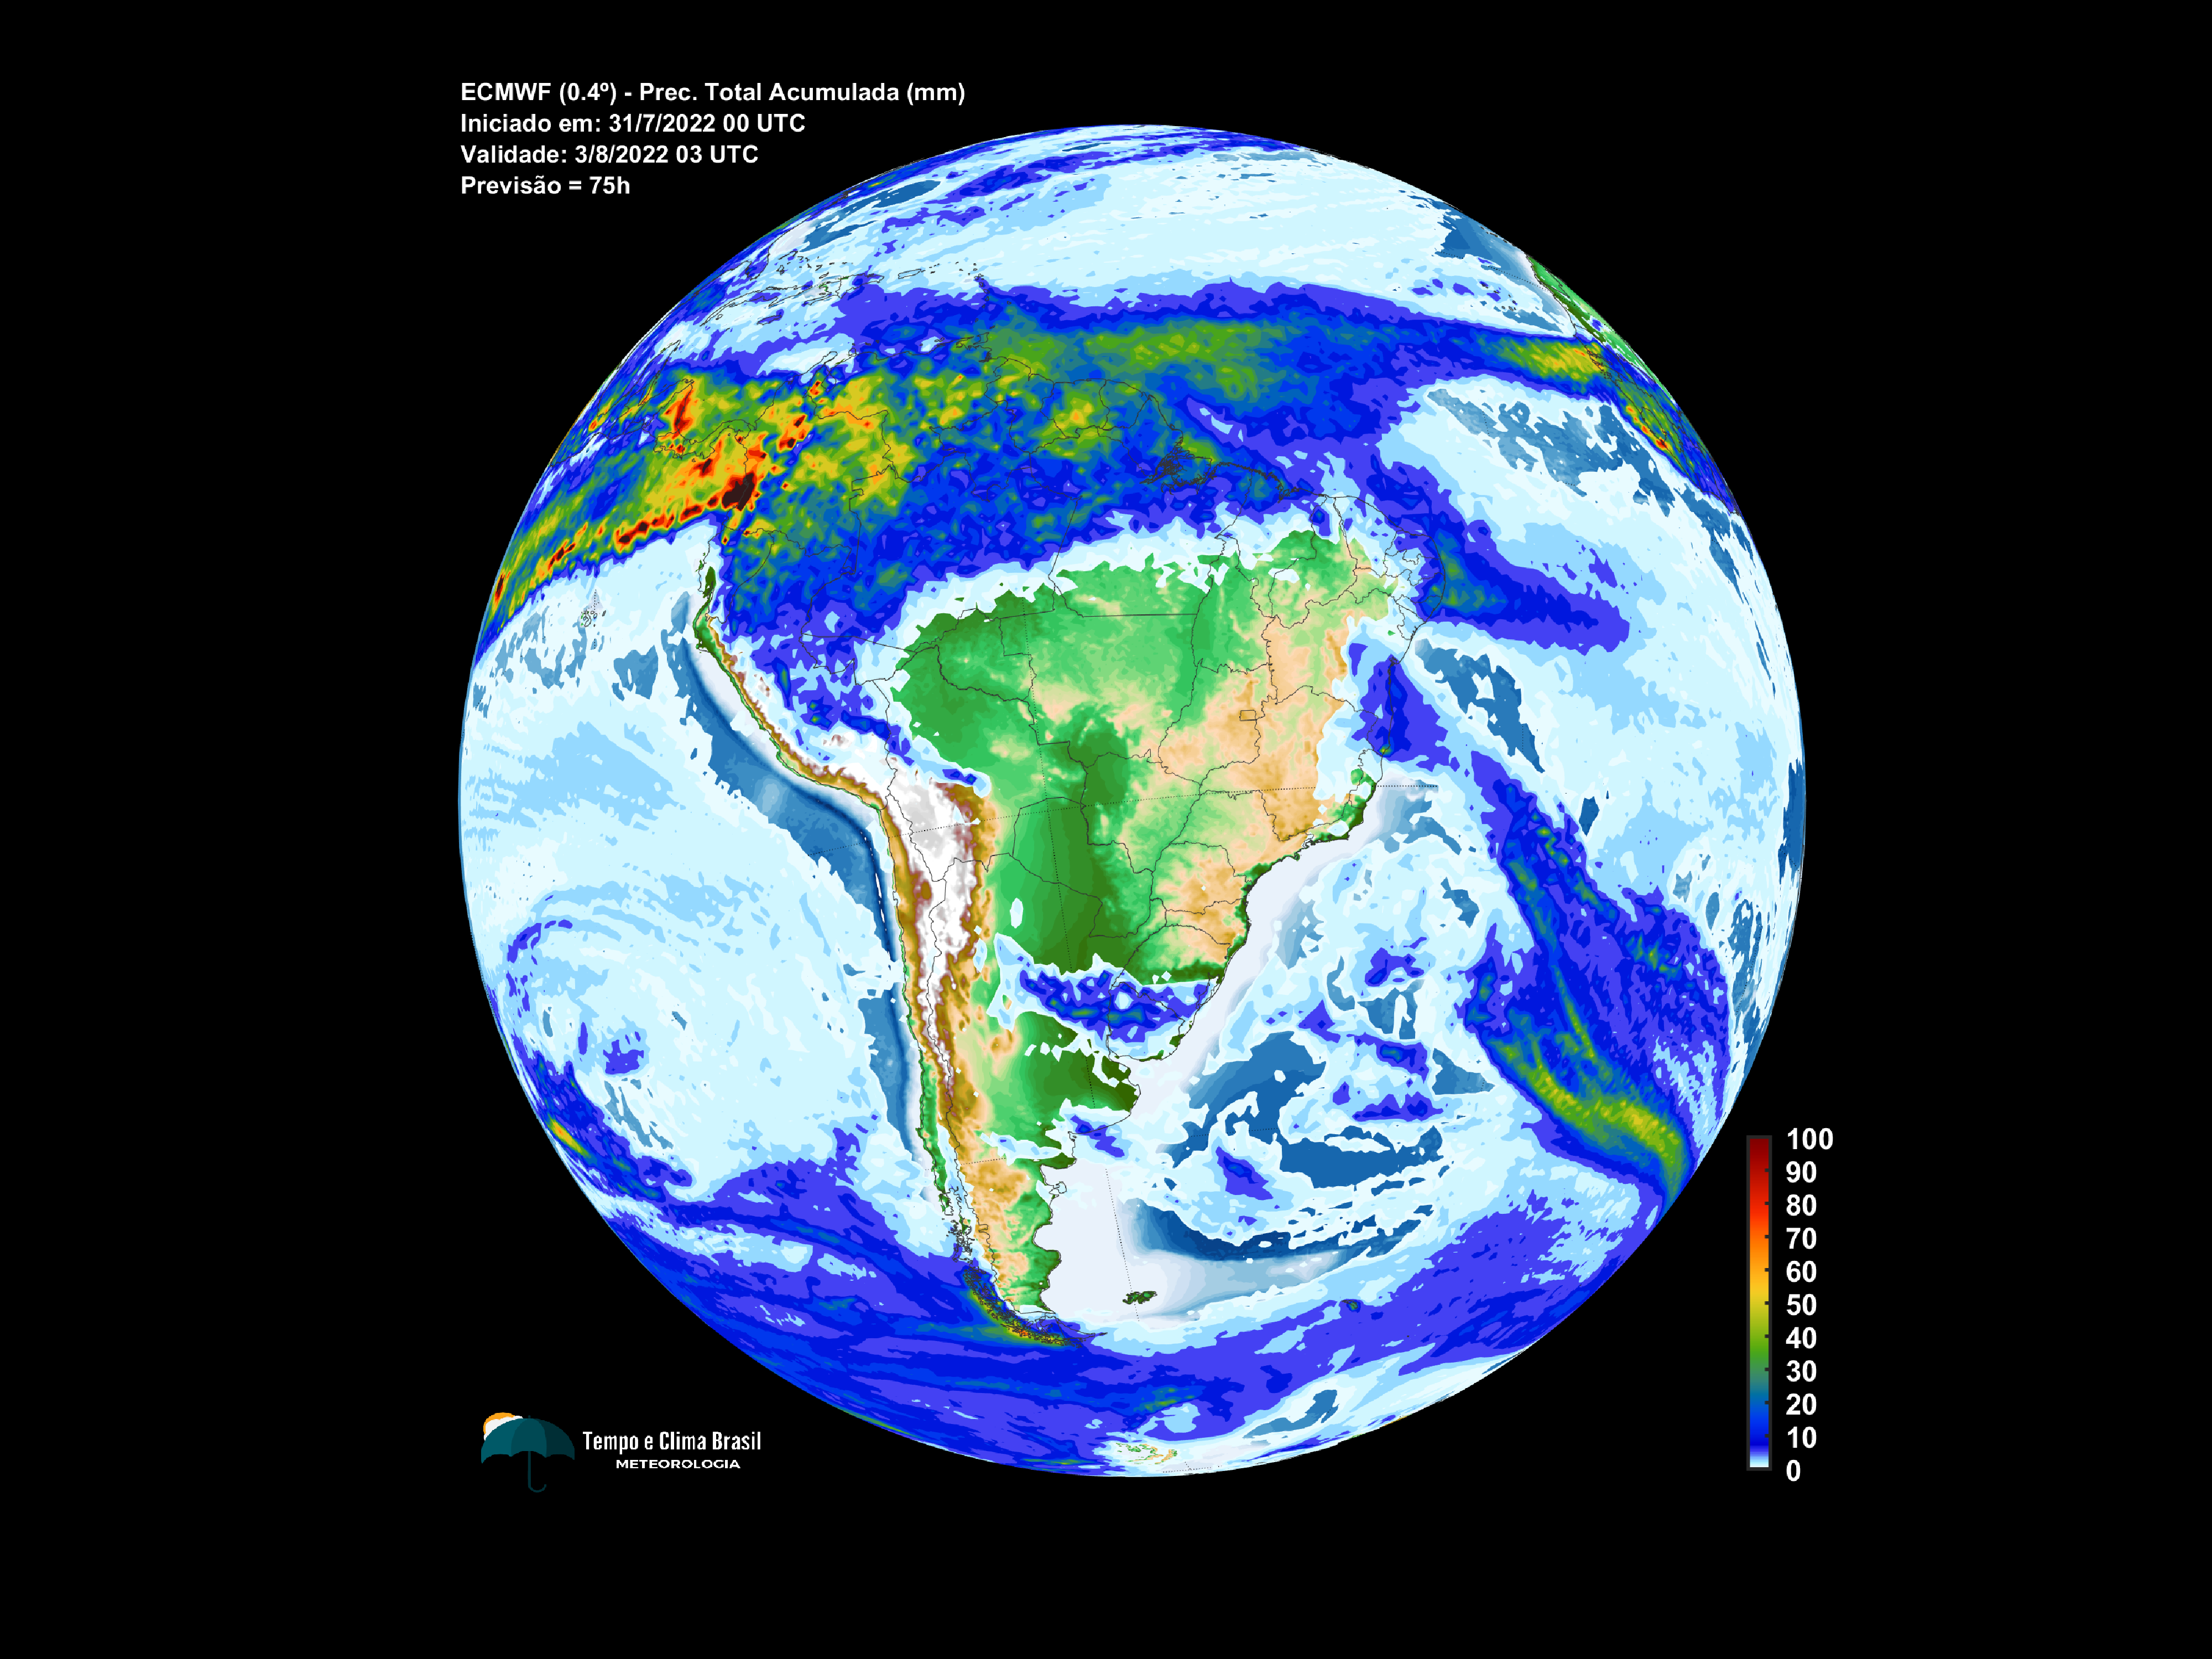 ECMWF (0.4º) - Prec. Total Acumulada (mm)
Iniciado em: 31/7/2022 00 UTC
Validade: 3/8/2022 03 UTC
Previsão = 75h
100
90
80
70
60
50
40
30
20
10
0
Tempo e Clima Brasil
METEOROLOGIA